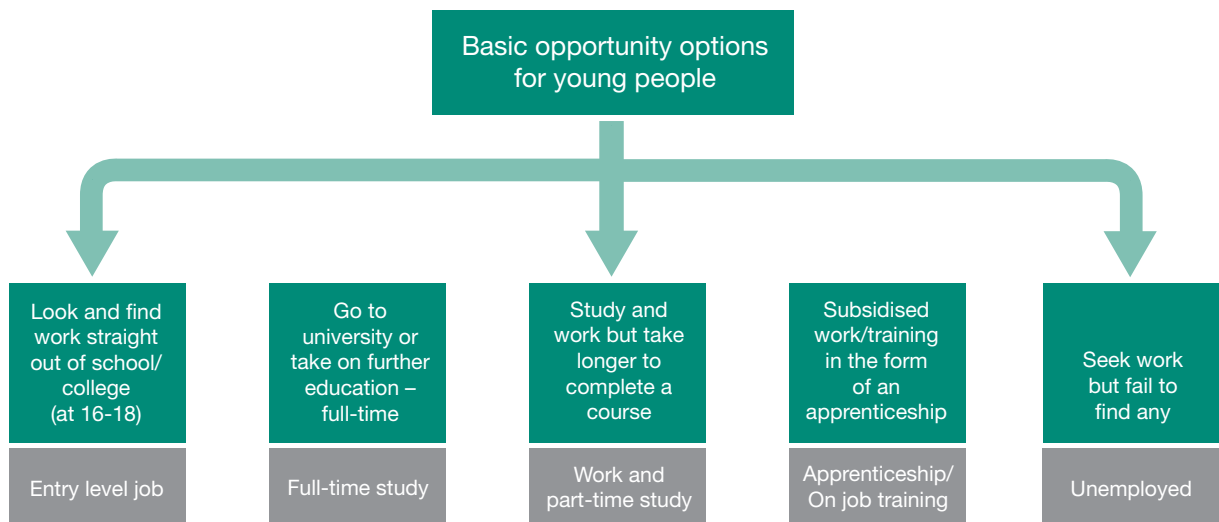 Basic opportunity options
for young people
Look and find
work straight
out of school/
college
(at 16-18)
Entry level job
Go to
university or
take on further
education –
full-time
Full-time study
Study and
work but take
longer to
complete a
course
Work and
part-time study
Subsidised
work/training
in the form
of an
apprenticeship
Apprenticeship/
On job training
Seek work
but fail to
find any
Unemployed